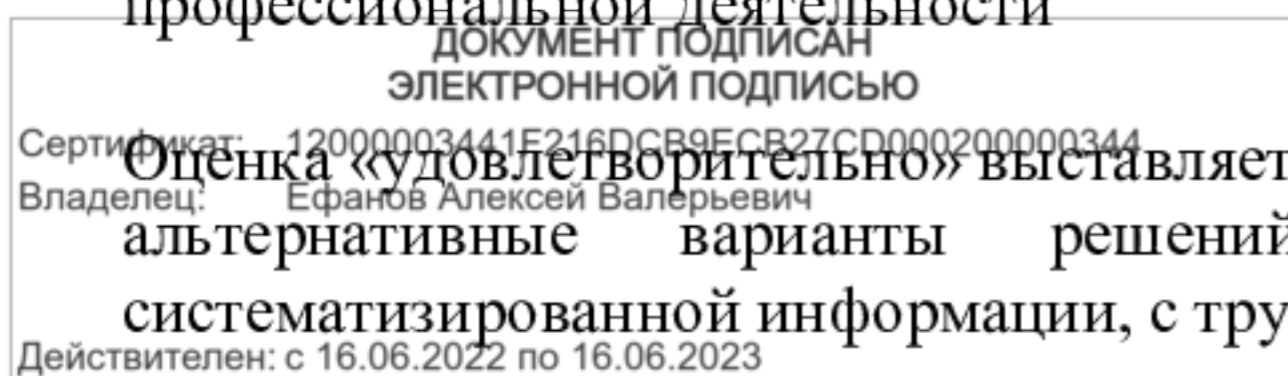 профессиональной деятельности
ДОКУМЕНТ ПОДПИСАН
ЭЛЕКТРОННОЙ ПОДПИСЬЮ
Сертификат: 12000003441E216DCB9ECB27CD000200000344
Оценка «удовлетворительно» выставляет
Владелец: Ефанов Алексей Валерьевич
альтернативные варианты решений
систематизированной информации, с тру
Действителен: с 16.06.2022 по 16.06.2023